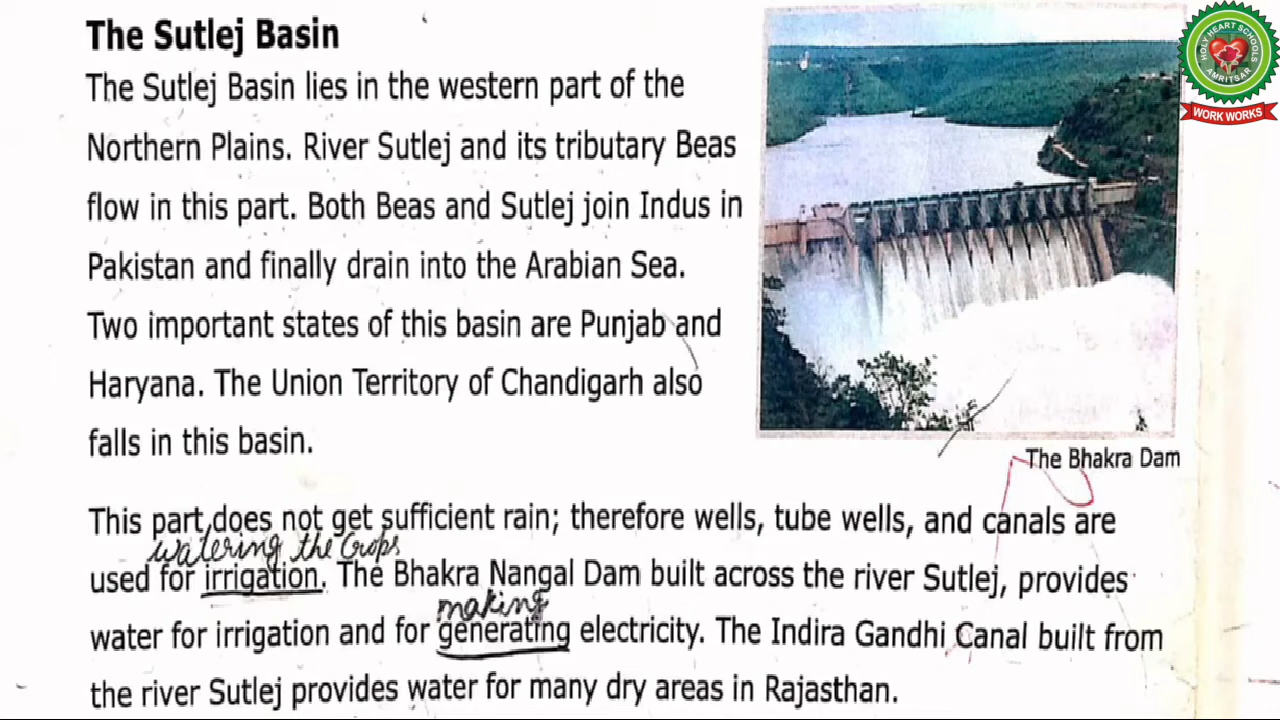 The Sutlej Basin
The Sutlej Basin lies in the western part of the
Northern Plains. River Sutlej and its tributary Beas
flow in this part. Both Beas and Sutlej join Indus in
Pakistan and finally drain into the Arabian Sea.
Two important states of this basin are Punjab and
Haryana. The Union Territory of Chandigarh also
falls in this basin.
HOLY HEART SCHOOLS
AMRITSAR
WORK WORKS
The Bhakra Dam
This part does not get sufficient rain; therefore wells, tube wells, and canals are
watering the Crops
used for irrigation. The Bhakra Nangal Dam built across the river Sutlej, provides
making
water for irrigation and for generating electricity. The Indira Gandhi Canal built from
the river Sutlej provides water for many dry areas in Rajasthan.